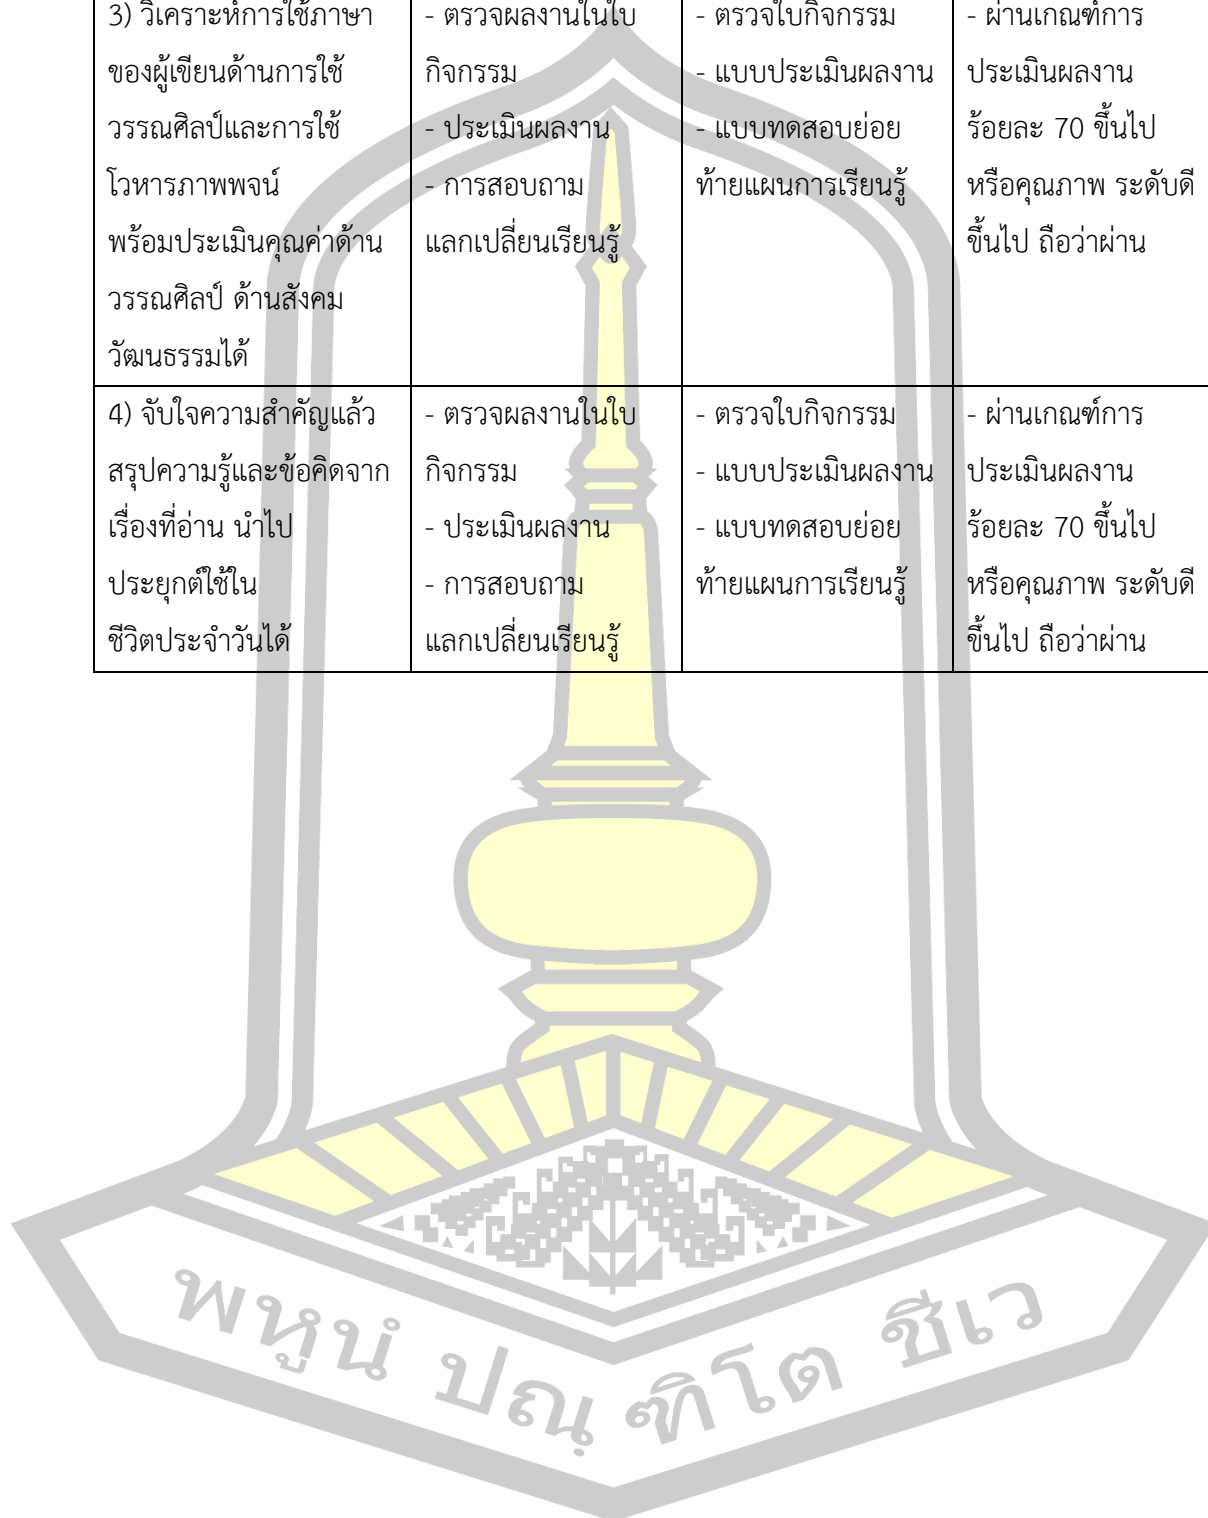 3) วิเคราะห์การใช้ภาษา
ของผู้เขียนด้านการใช้
วรรณศิลป์และการใช้
โวหารภาพพจน์
พร้อมประเมินคุณค่าด้าน
วรรณศิลป์ ด้านสังคม
วัฒนธรรมได้
- ตรวจผลงานในใบ
กิจกรรม
- ประเมินผลงาน
- การสอบถาม
แลกเปลี่ยนเรียนรู้
- ตรวจใบกิจกรรม
- แบบประเมินผลงาน
- แบบทดสอบย่อย
ท้ายแผนการเรียนรู้
- ผ่านเกณฑ์การ
ประเมินผลงาน
ร้อยละ 70 ขึ้นไป
หรือคุณภาพ ระดับดี
ขึ้นไป ถือว่าผ่าน
4) จับใจความสำคัญแล้ว
สรุปความรู้และข้อคิดจาก
เรื่องที่อ่าน นำไป
ประยุกต์ใช้ใน
ชีวิตประจำวันได้
- ตรวจผลงานในใบ
กิจกรรม
- ประเมินผลงาน
- การสอบถาม
แลกเปลี่ยนเรียนรู้
- ตรวจใบกิจกรรม
- แบบประเมินผลงาน
- แบบทดสอบย่อย
ท้ายแผนการเรียนรู้
- ผ่านเกณฑ์การ
ประเมินผลงาน
ร้อยละ 70 ขึ้นไป
หรือคุณภาพ ระดับดี
ขึ้นไป ถือว่าผ่าน
พหูนํ ปณฺฑิโต ชีเว